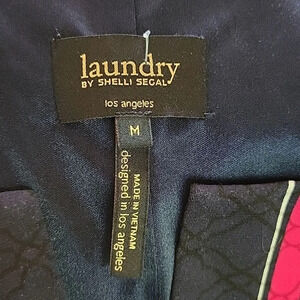 laundry
BY SHELLI SEGAL
los angeles
M
MADE IN VIETNAM
designed in los angeles